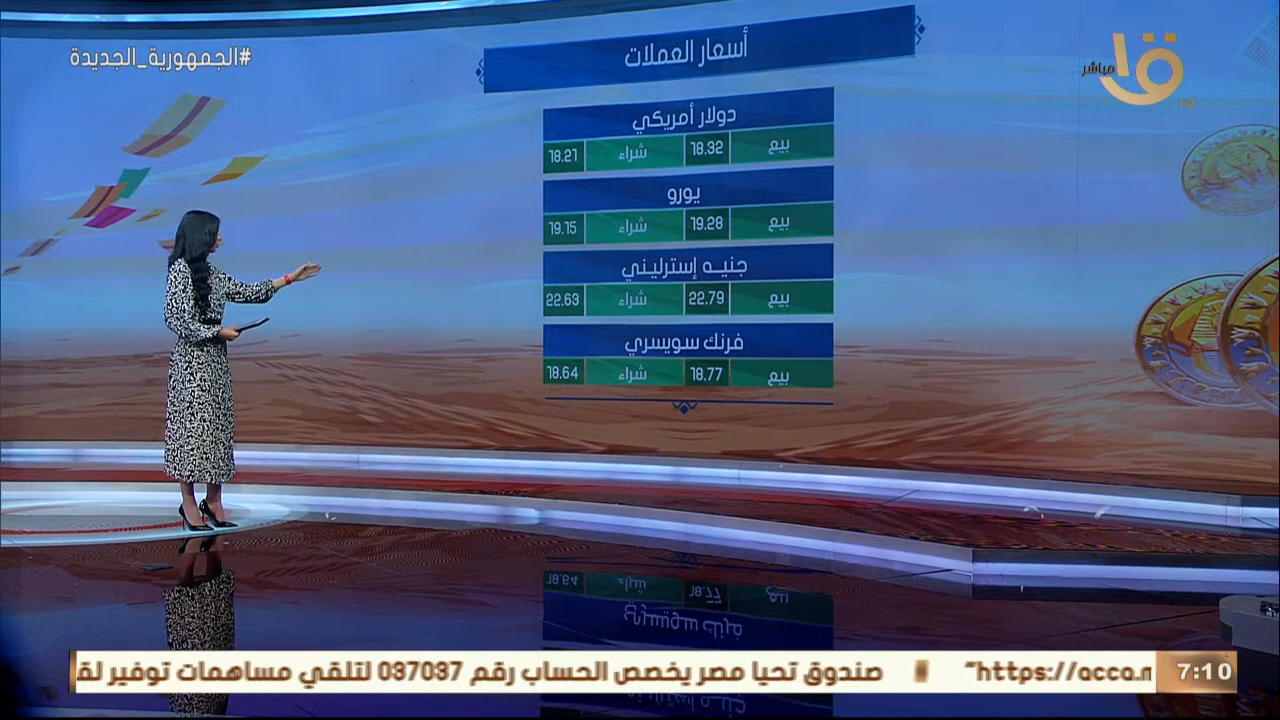 #الجمهورية_الجديدة
أسعار العملات
مباشر
دولار أمريكي
بيع 18.32 شراء 18.21
يورو
بيع 19.28 شراء 19.15
جنيه إسترليني
بيع 22.79 شراء 22.63
فرنك سويسري
بيع 18.77 شراء 18.64
7:10
"https://acca.m صندوق تحيا مصر يخصص الحساب رقم 037037 لتلقي مساهمات توفير لق